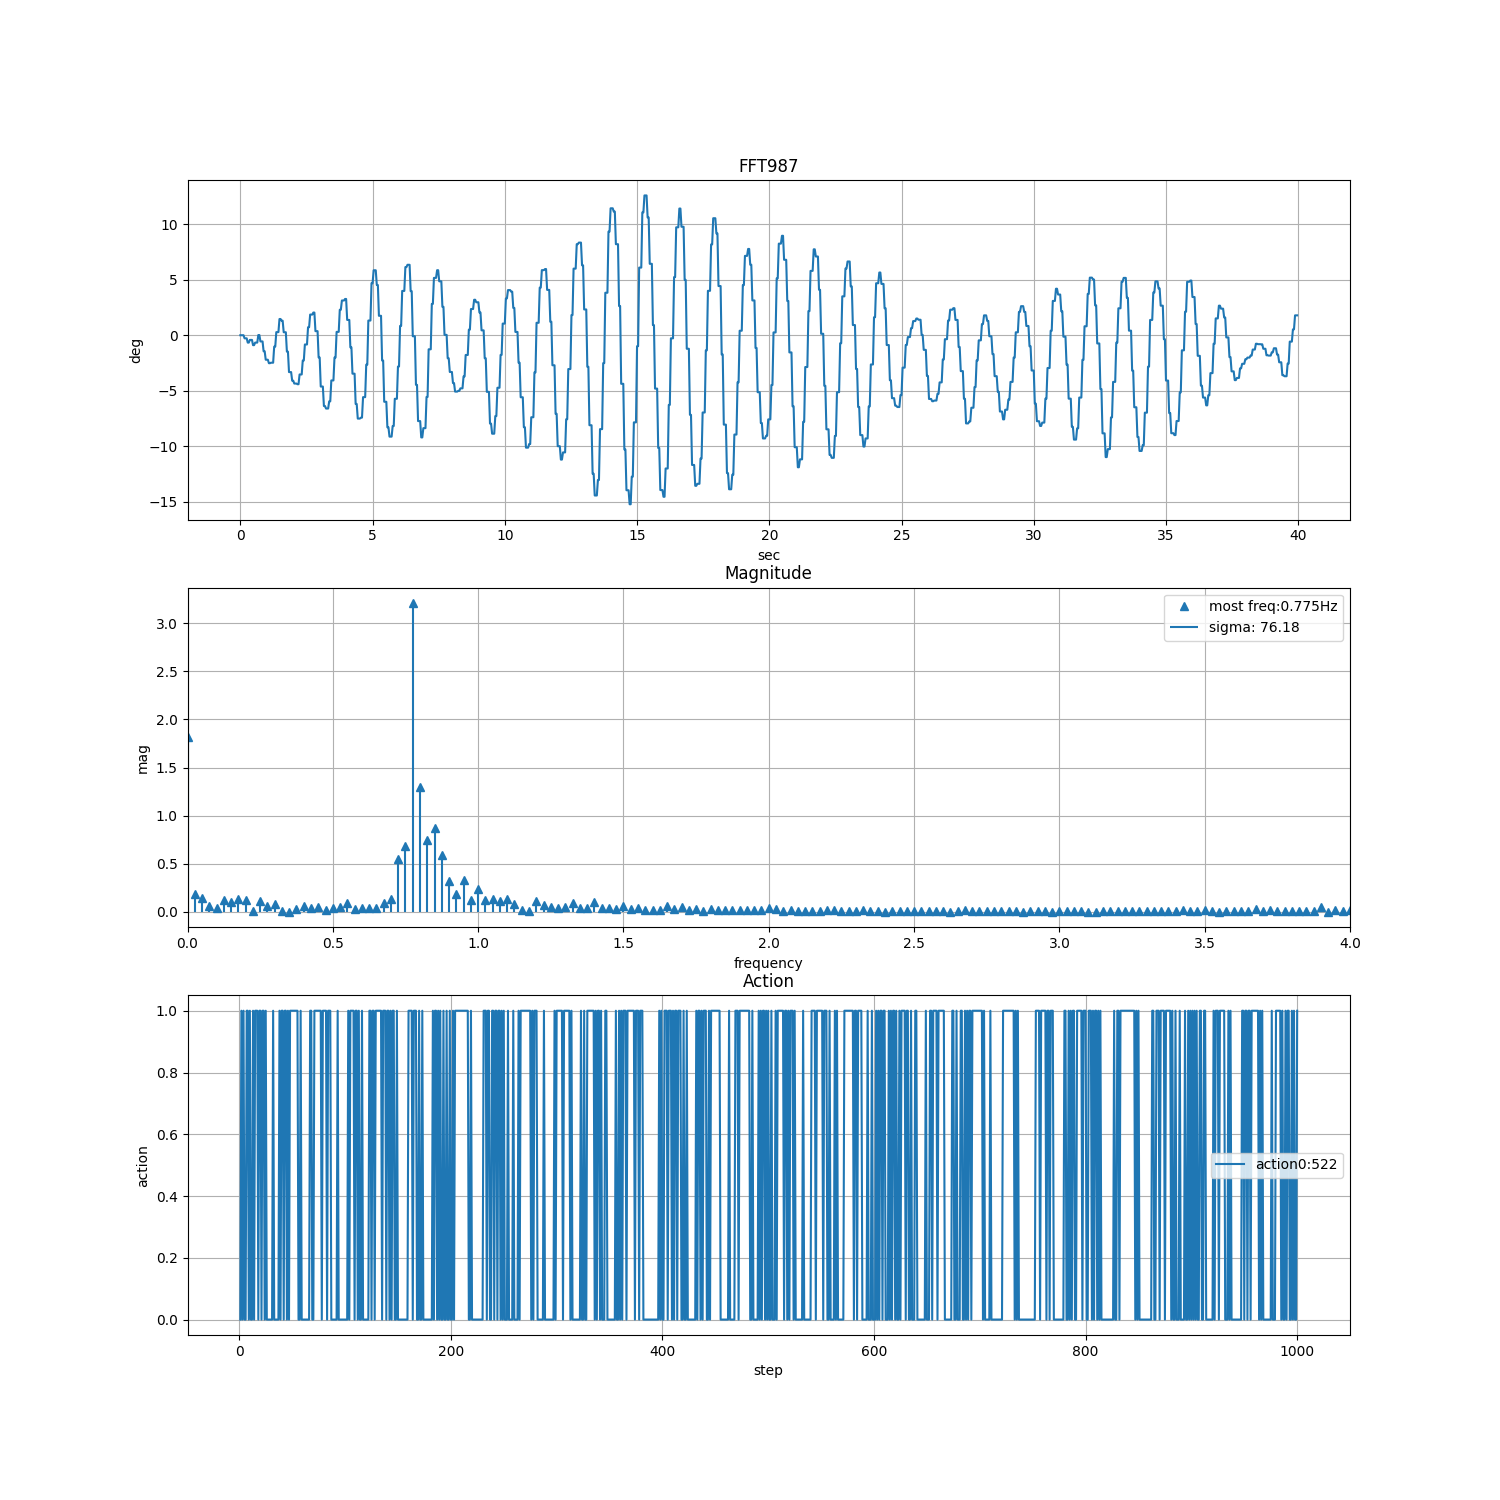 FFT987
10
5
0
−5
−10
−15
deg
0 5 10 15 20 25 30 35 40
sec
Magnitude
3.0
2.5
2.0
1.5
1.0
0.5
0.0
mag
most freq:0.775Hz
sigma: 76.18
0.0 0.5 1.0 1.5 2.0 2.5 3.0 3.5 4.0
frequency
Action
1.0
0.8
0.6
0.4
0.2
0.0
action
action0:522
0 200 400 600 800 1000
step